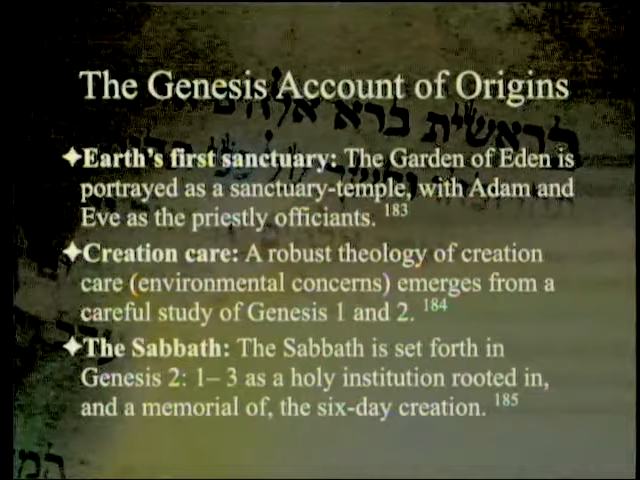 The Genesis Account of Origins
בראשית ברא אלהים
✦Earth's first sanctuary: The Garden of Eden is
portrayed as a sanctuary-temple, with Adam and
Eve as the priestly officiants. 183
✦Creation care: A robust theology of creation
care (environmental concerns) emerges from a
careful study of Genesis 1 and 2. 184
✦The Sabbath: The Sabbath is set forth in
Genesis 2: 1– 3 as a holy institution rooted in,
and a memorial of, the six-day creation. 185